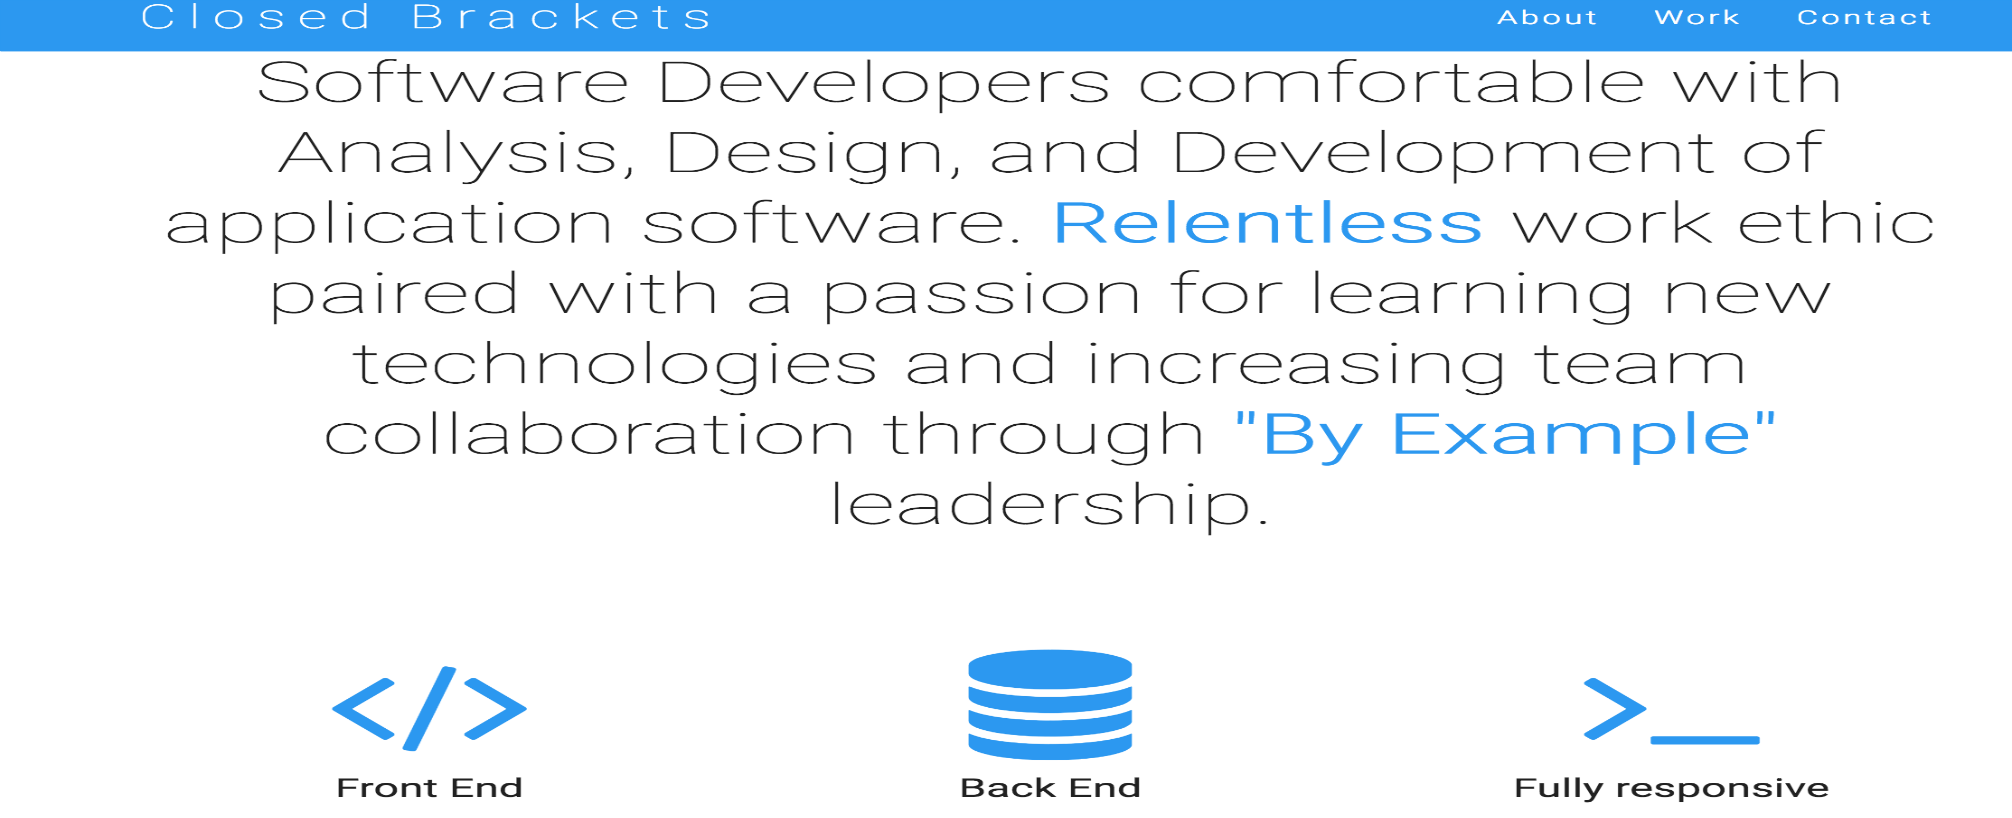 Closed Brackets
About Work Contact
Software Developers comfortable with
Analysis, Design, and Development of
application software. Relentless work ethic
paired with a passion for learning new
technologies and increasing team
collaboration through "By Example"
leadership.
Front End
Back End
Fully responsive